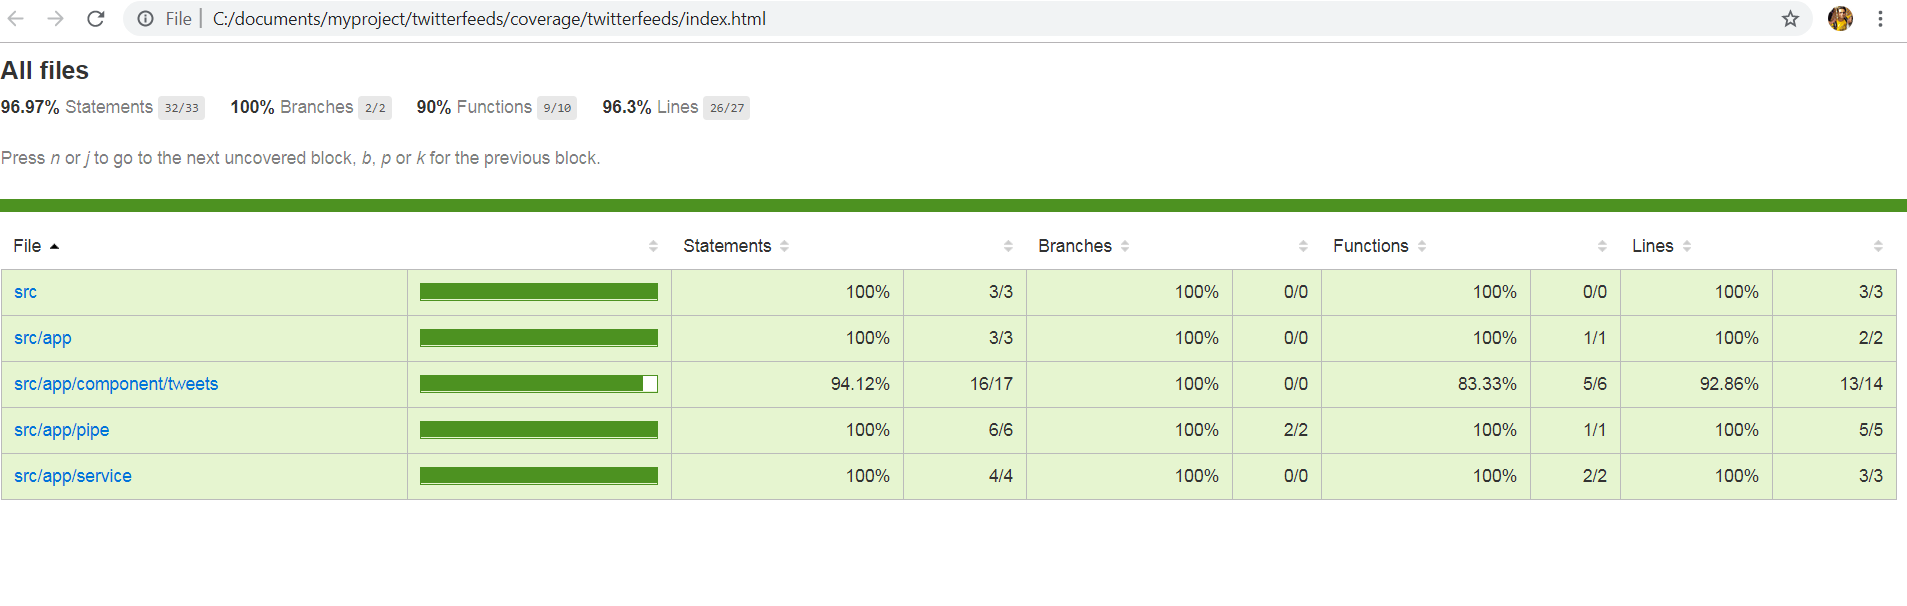 File C:/documents/myproject/twitterfeeds/coverage/twitterfeeds/index.html
All files
96.97% Statements 32/33 100% Branches 2/2 90% Functions 9/10 96.3% Lines 26/27
Press n or j to go to the next uncovered block, b, p or k for the previous block.
File Statements Branches Functions Lines
src 100% 3/3 100% 0/0 100% 0/0 100% 3/3
src/app 100% 3/3 100% 0/0 100% 1/1 100% 2/2
src/app/component/tweets 94.12% 16/17 100% 0/0 83.33% 5/6 92.86% 13/14
src/app/pipe 100% 6/6 100% 2/2 100% 1/1 100% 5/5
src/app/service 100% 4/4 100% 0/0 100% 2/2 100% 3/3